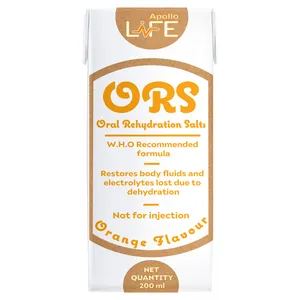 Apollo
LIFE
ORS
Oral Rehydration Salts
W.H.O Recommended
formula
Restores body fluids and
electrolytes lost due to
dehydration
Not for injection
Orange Flavour
NET
QUANTITY
200 ml